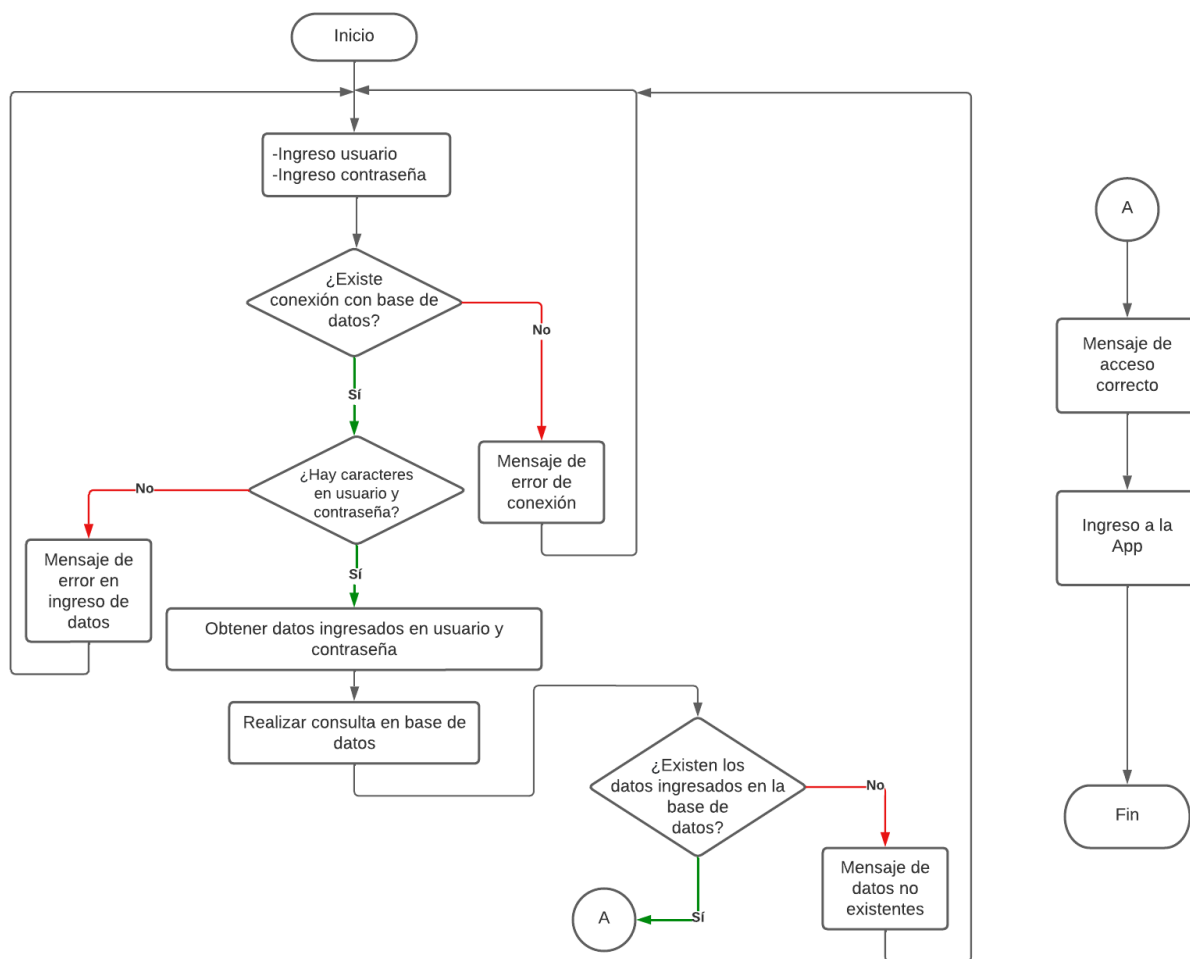 Inicio
-Ingreso usuario
-Ingreso contraseña
¿Existe
conexión con base de
datos?
No
Sí
Mensaje de
error de
conexión
¿Hay caracteres
en usuario y
contraseña?
No
Sí
Mensaje de
error en
ingreso de
datos
Obtener datos ingresados en usuario y
contraseña
Realizar consulta en base de
datos
¿Existen los
datos ingresados en la
base de
datos?
No
Sí
Mensaje de
datos no
existentes
A
A
Mensaje de
acceso
correcto
Ingreso a la
App
Fin